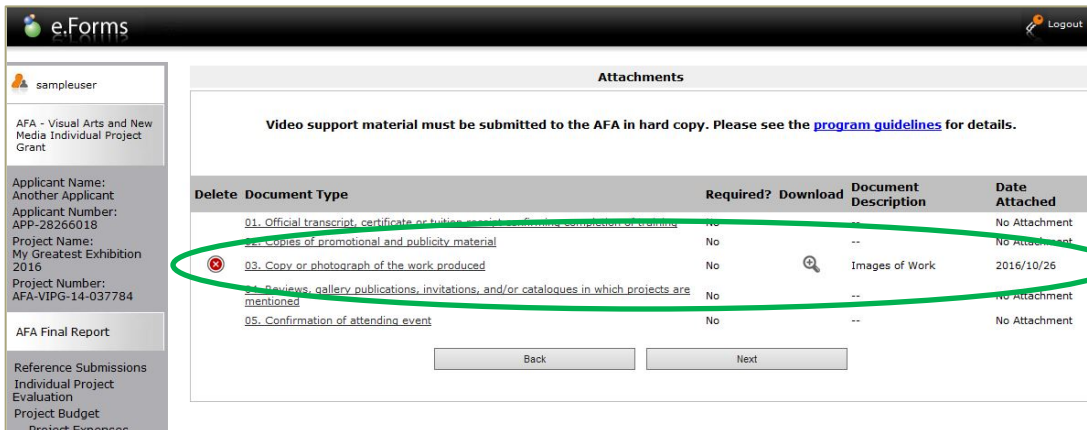 e.Forms
Logout
sampleuser
AFA - Visual Arts and New
Media Individual Project
Grant
Applicant Name:
Another Applicant
Applicant Number:
APP-28266018
Project Name:
My Greatest Exhibition
2016
Project Number:
AFA-VIPG-14-037784
AFA Final Report
Reference Submissions
Individual Project
Evaluation
Project Budget
Project Expenses
Attachments
Video support material must be submitted to the AFA in hard copy. Please see the program guidelines for details.
Delete Document Type Required? Download Document Description Date Attached
01. Official transcript, certificate or tuition receipt confirming completion of training No -- No Attachment
02. Copies of promotional and publicity material No -- No Attachment
03. Copy or photograph of the work produced No Images of Work 2016/10/26
04. Reviews, gallery publications, invitations, and/or catalogues in which projects are
mentioned No -- No Attachment
05. Confirmation of attending event No -- No Attachment
Back Next